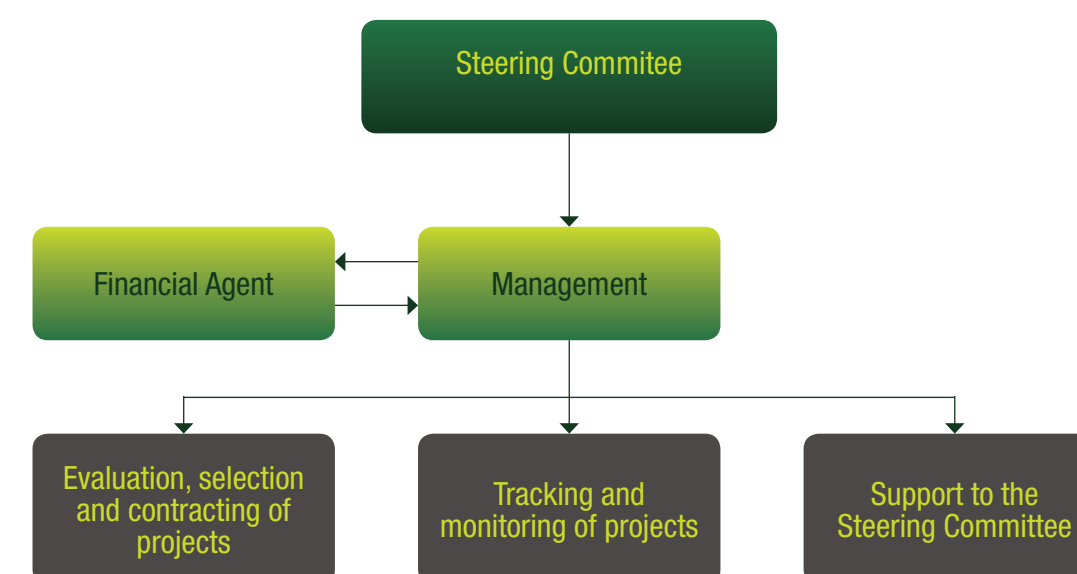 Steering Commitee
Financial Agent
Management
Evaluation, selection
and contracting of
projects
Tracking and
monitoring of projects
Support to the
Steering Committee